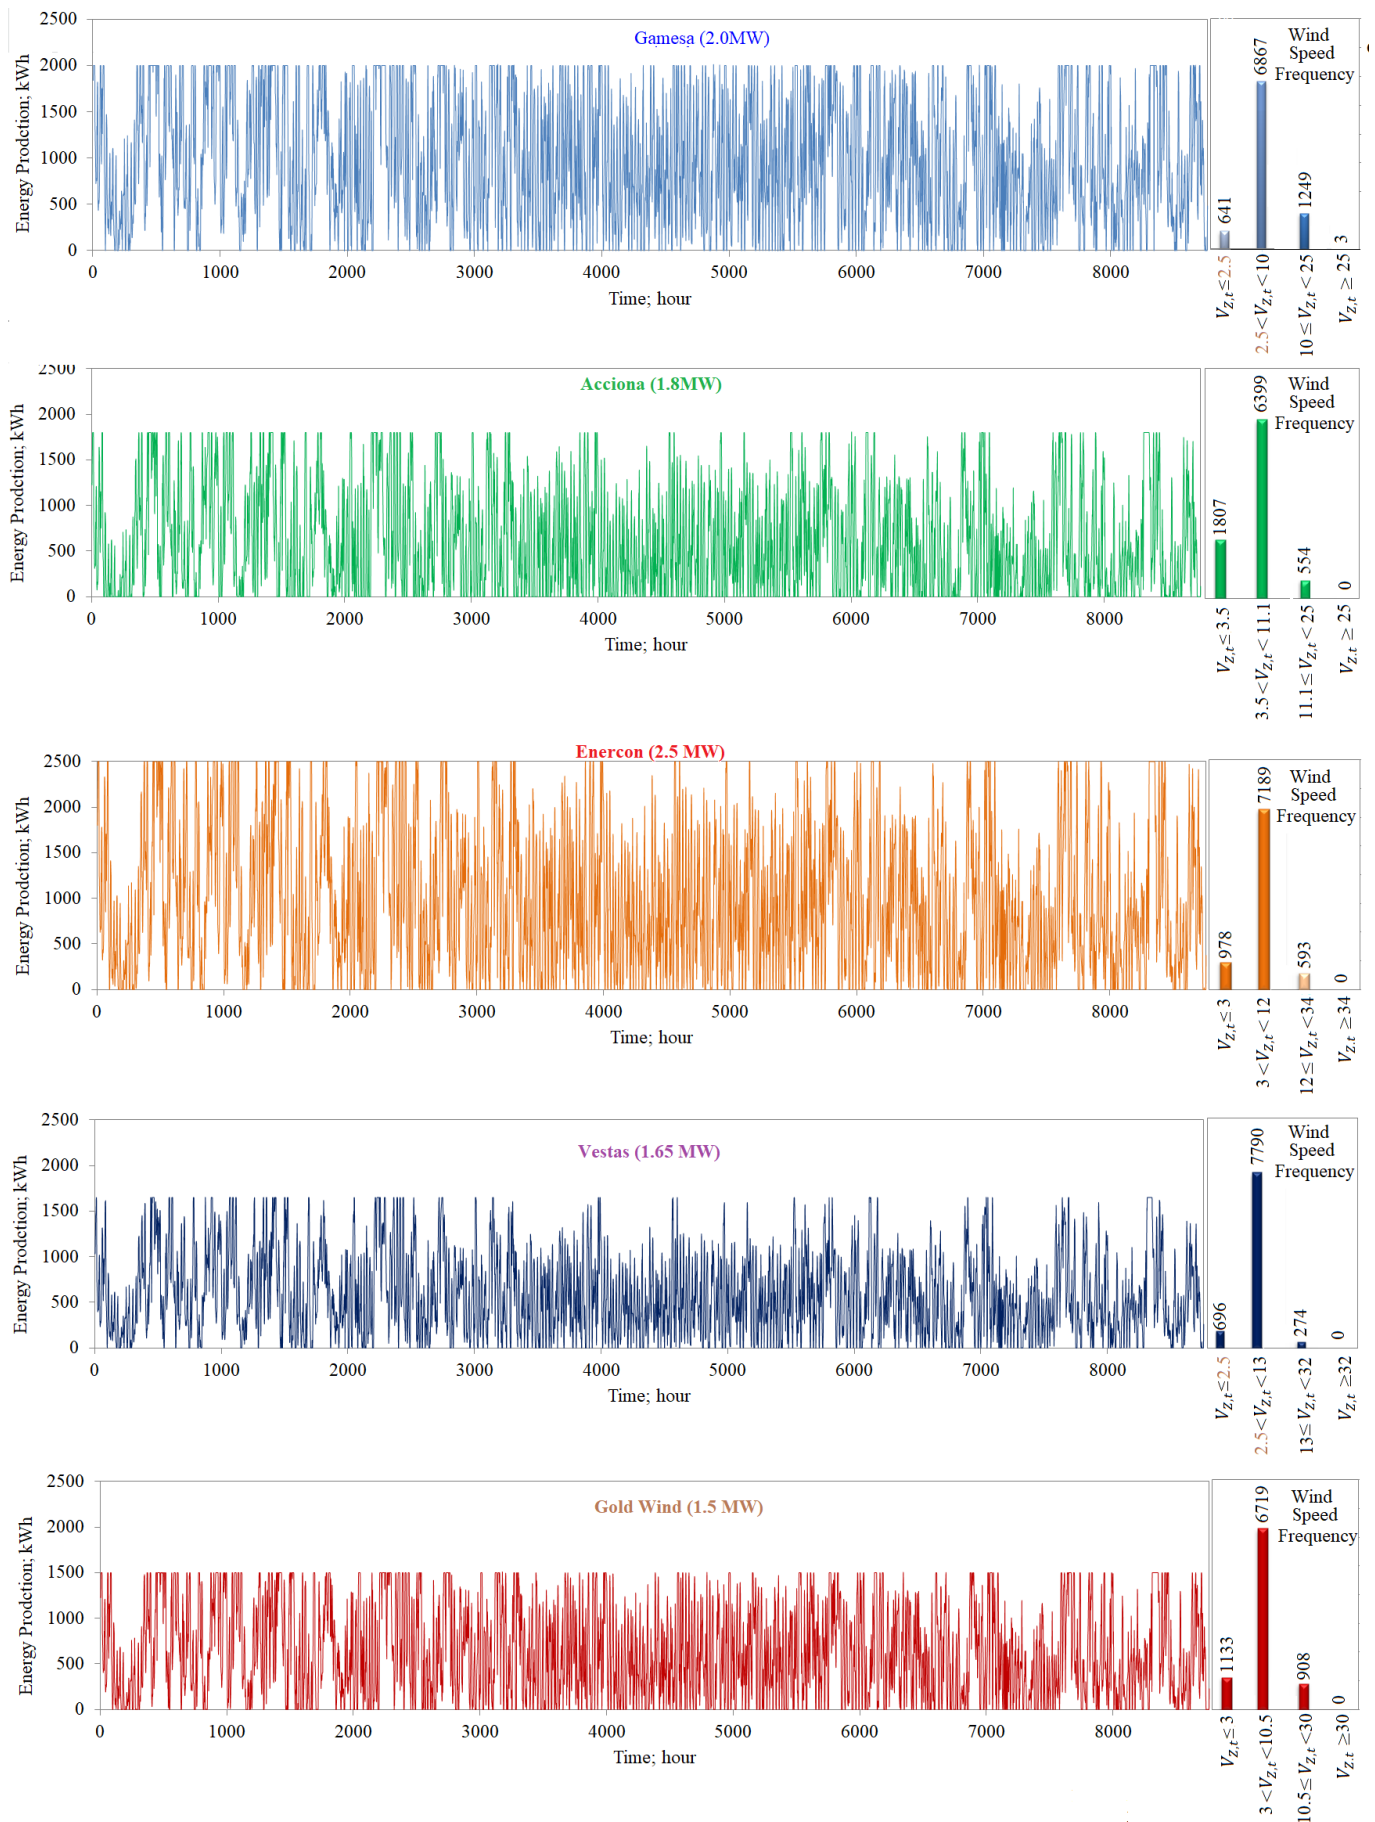 Gamesa (2.0MW)
Energy Prodction; kWh
2500
2000
1500
1000
500
0
0 1000 2000 3000 4000 5000 6000 7000 8000
Time; hour
Wind
Speed
Frequency
641
6867
1249
3
V_{Z,t}≤2.5
2.5<V_{Z,t}<10
10 ≤ V_{Z,t} < 25
V_{Z,t} ≥ 25
Acciona (1.8MW)
Energy Prodction; kWh
2500
2000
1500
1000
500
0
0 1000 2000 3000 4000 5000 6000 7000 8000
Time; hour
Wind
Speed
Frequency
1807
6399
554
0
V_{Z,t}≤ 3.5
3.5<V_{Z,t}< 11.1
11.1≤ V_{Z,t} < 25
V_{Z,t} ≥ 25
Enercon (2.5 MW)
Energy Prodction; kWh
2500
2000
1500
1000
500
0
0 1000 2000 3000 4000 5000 6000 7000 8000
Time; hour
Wind
Speed
Frequency
978
7189
593
0
V_{Z,t}≤ 3
3 <V_{Z,t} <12
12≤ V_{Z,t} <34
V_{Z,t} ≥34
Vestas (1.65 MW)
Energy Prodction; kWh
2500
2000
1500
1000
500
0
0 1000 2000 3000 4000 5000 6000 7000 8000
Time; hour
Wind
Speed
Frequency
696
7790
274
0
V_{Z,t}≤2.5
2.5<V_{Z,t} <13
13≤ V_{Z,t} <32
V_{Z,t} ≥32
Gold Wind (1.5 MW)
Energy Prodction; kWh
2500
2000
1500
1000
500
0
0 1000 2000 3000 4000 5000 6000 7000 8000
Time; hour
Wind
Speed
Frequency
1133
6719
908
0
V_{Z,t}≤ 3
3 <V_{Z,t} <10.5
10.5≤ V_{Z,t} <30
V_{Z,t} ≥30